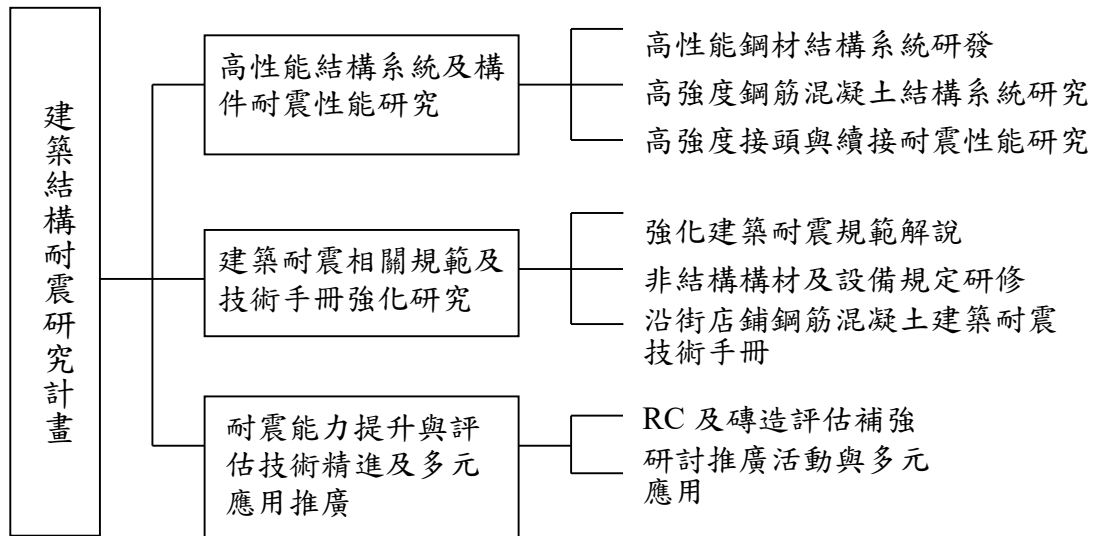 建築結構耐震研究計畫
高性能結構系統及構
件耐震性能研究
高性能鋼材結構系統研發
高強度鋼筋混凝土結構系統研究
高強度接頭與續接耐震性能研究
建築耐震相關規範及
技術手冊強化研究
強化建築耐震規範解說
非結構構材及設備規定研修
沿街店鋪鋼筋混凝土建築耐震
技術手冊
耐震能力提升與評
估技術精進及多元
應用推廣
RC 及磚造評估補強
研討推廣活動與多元
應用